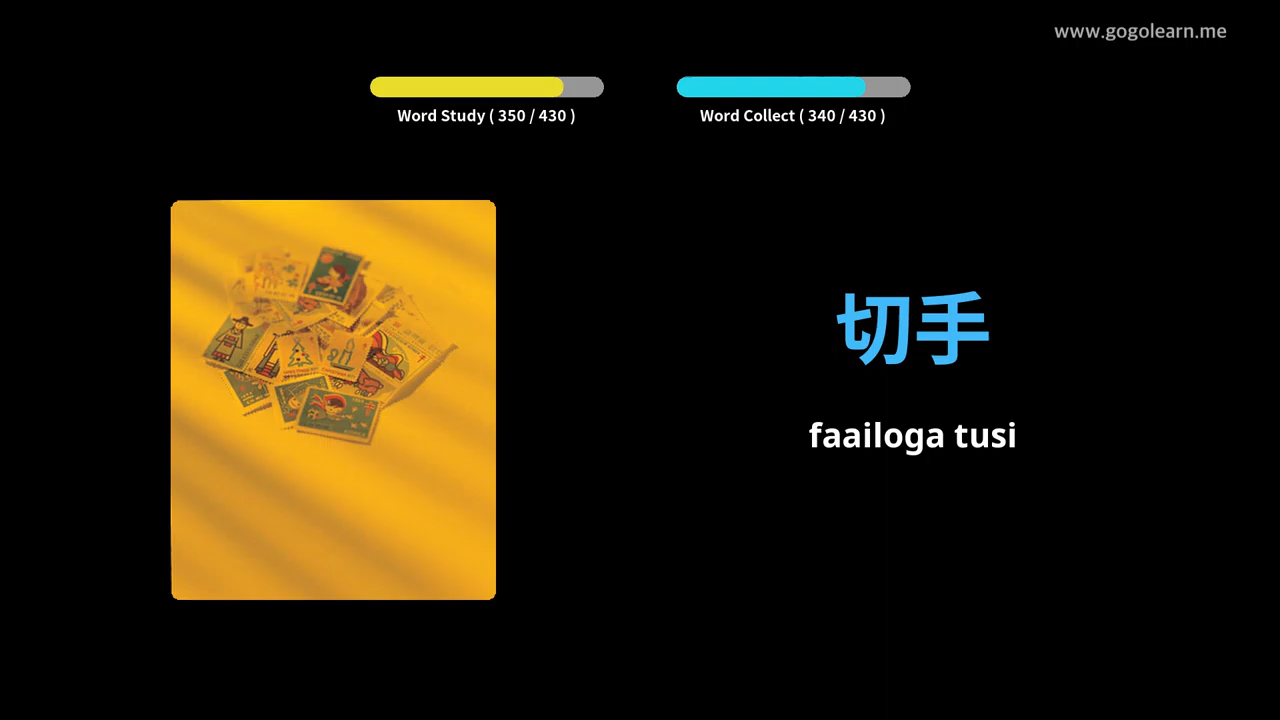 www.gogolearn.me
Word Study ( 350 / 430 )
Word Collect ( 340 / 430 )
切手
faailoga tusi